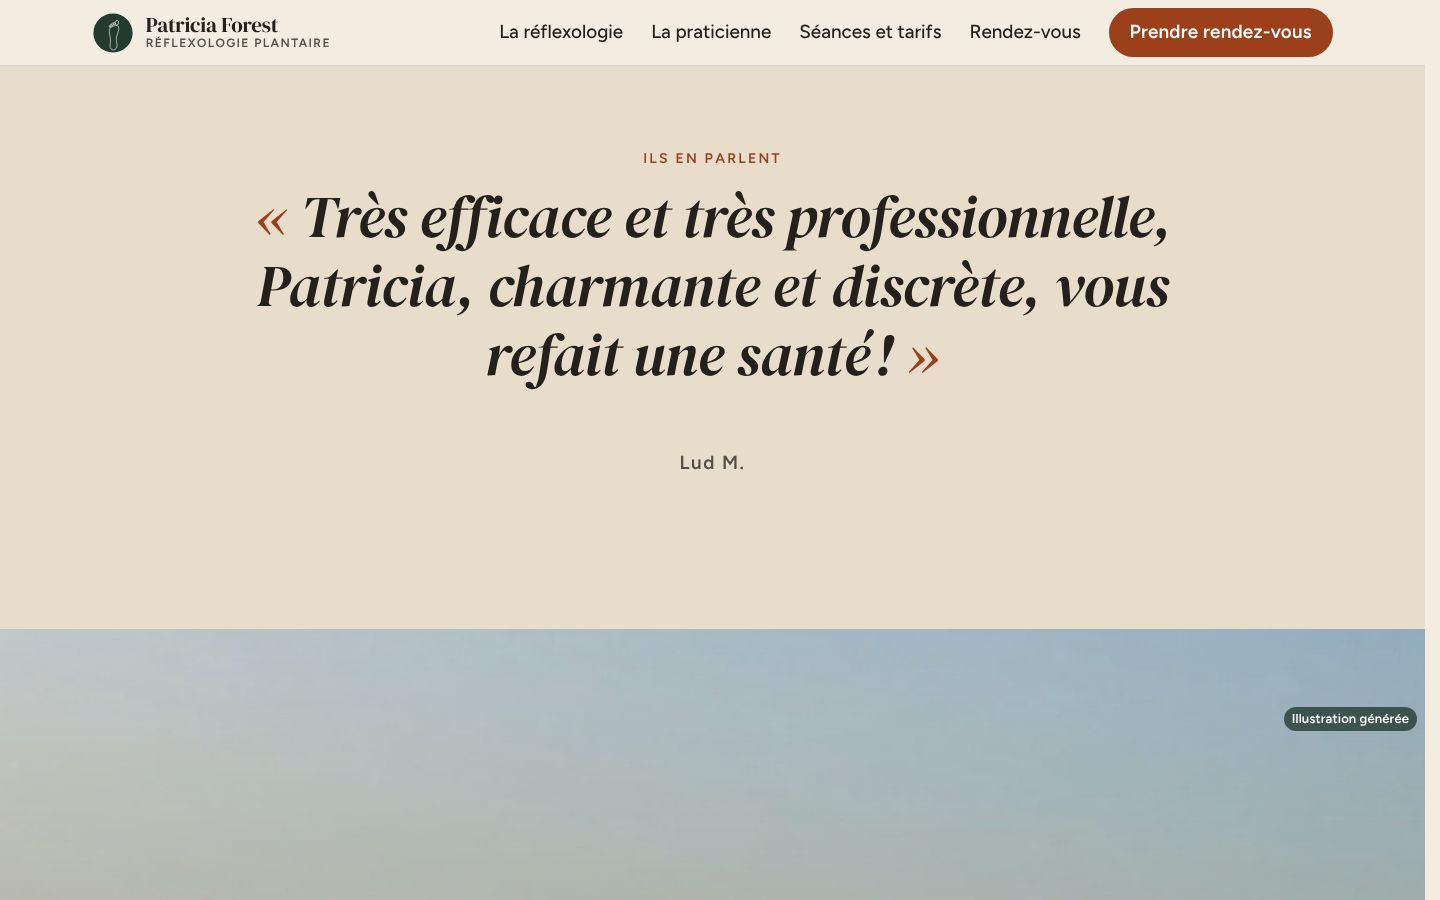 Patricia Forest
RÉFLEXOLOGIE PLANTAIRE
La réflexologie
La praticienne
Séances et tarifs
Rendez-vous
Prendre rendez-vous
ILS EN PARLENT
« Très efficace et très professionnelle,
Patricia, charmante et discrète, vous
refait une santé ! »
Lud M.
Illustration générée